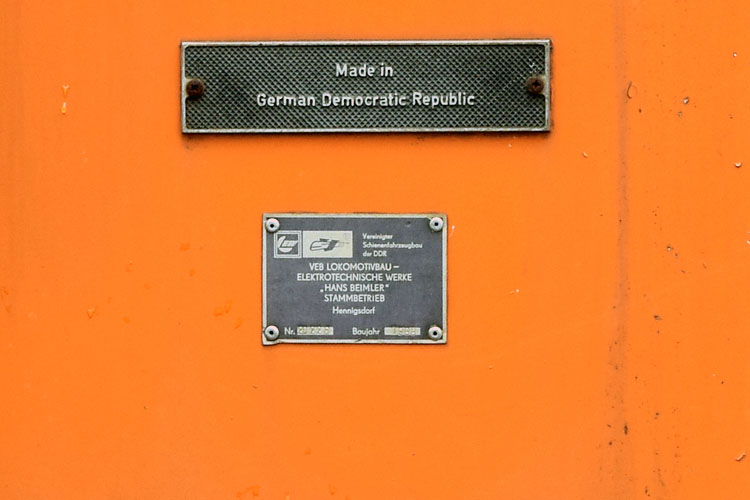 Made in
German Democratic Republic
Vereinigter
Schienenfahrzeugbau
der DDR
VEB LOKOMOTIVBAU –
ELEKTROTECHNISCHE WERKE
„HANS BEIMLER"
STAMMBETRIEB
Hennigsdorf
Nr. Baujahr